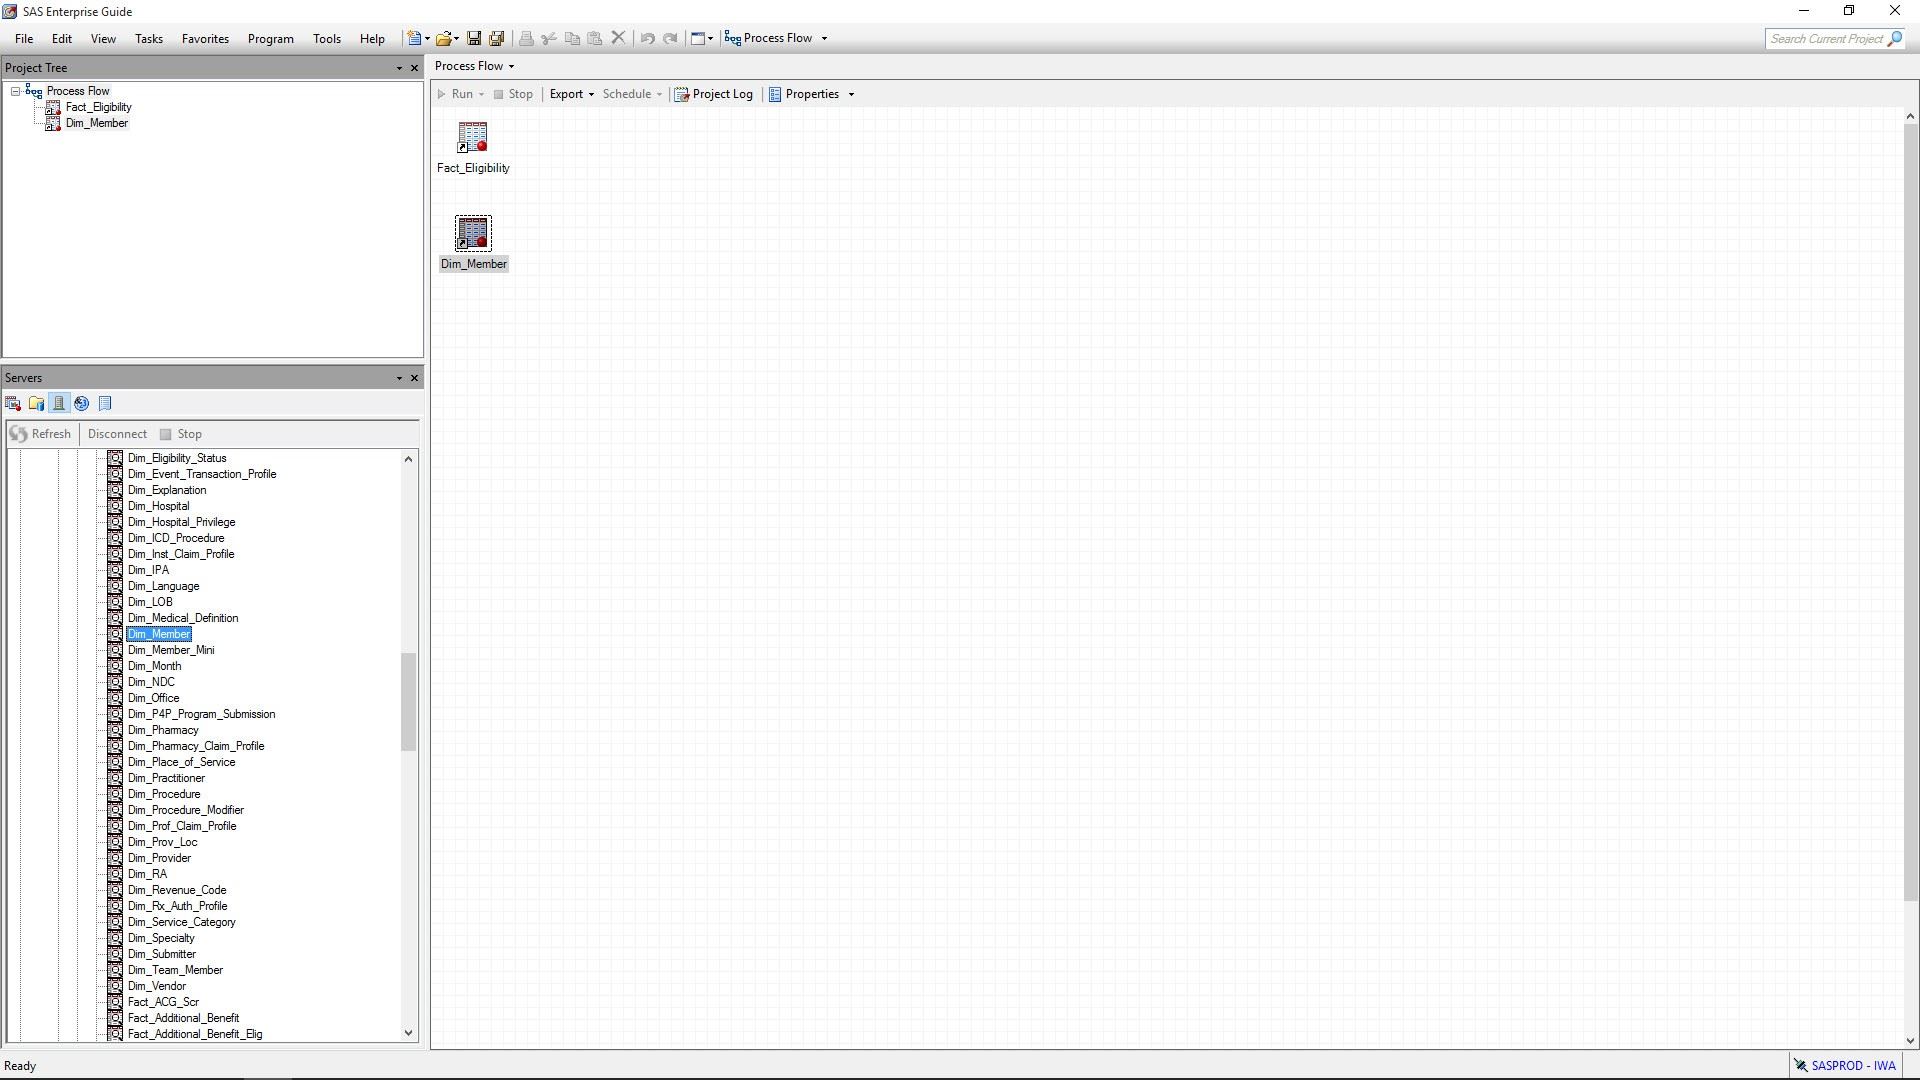 SAS Enterprise Guide
File Edit View Tasks Favorites Program Tools Help Process Flow Search Current Project
Project Tree
Process Flow
Fact_Eligibility
Dim_Member
Process Flow
Run Stop Export Schedule Project Log Properties
Fact_Eligibility
Dim_Member
Servers
Refresh Disconnect Stop
Dim_Eligibility_Status
Dim_Event_Transaction_Profile
Dim_Explanation
Dim_Hospital
Dim_Hospital_Privilege
Dim_ICD_Procedure
Dim_Inst_Claim_Profile
Dim_IPA
Dim_Language
Dim_LOB
Dim_Medical_Definition
Dim_Member
Dim_Member_Mini
Dim_Month
Dim_NDC
Dim_Office
Dim_P4P_Program_Submission
Dim_Pharmacy
Dim_Pharmacy_Claim_Profile
Dim_Place_of_Service
Dim_Practitioner
Dim_Procedure
Dim_Procedure_Modifier
Dim_Prof_Claim_Profile
Dim_Prov_Loc
Dim_Provider
Dim_RA
Dim_Revenue_Code
Dim_Rx_Auth_Profile
Dim_Service_Category
Dim_Specialty
Dim_Submitter
Dim_Team_Member
Dim_Vendor
Fact_ACG_Scr
Fact_Additional_Benefit
Fact_Additional_Benefit_Elig
Ready SASPROD - IWA